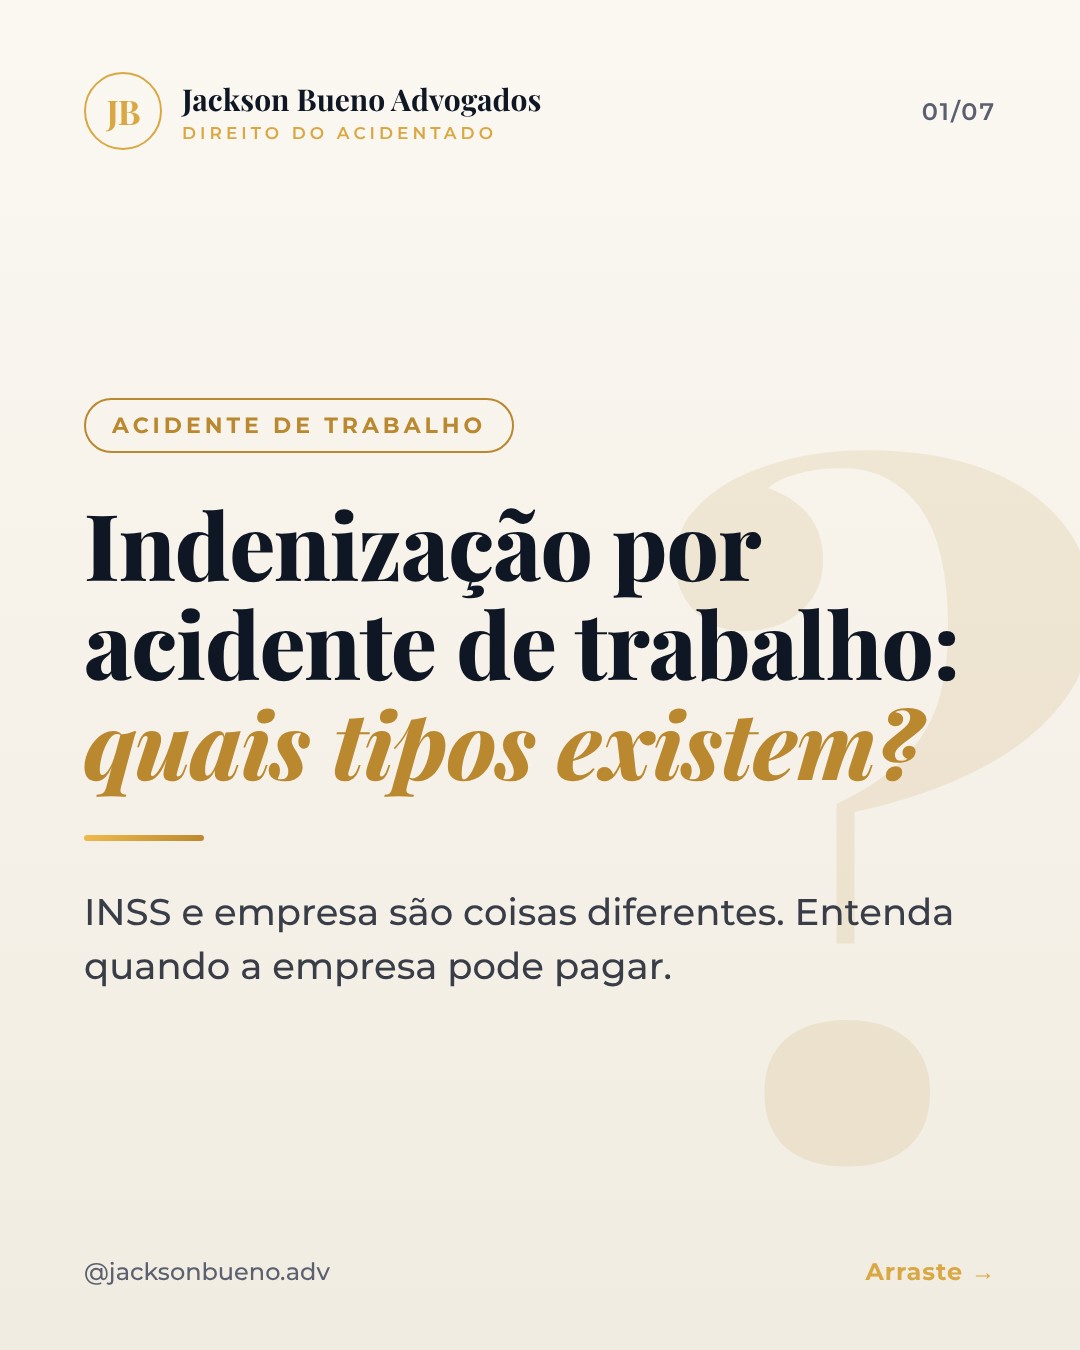 JB
Jackson Bueno Advogados
DIREITO DO ACIDENTADO
01/07
ACIDENTE DE TRABALHO
Indenização por
acidente de trabalho:
quais tipos existem?
INSS e empresa são coisas diferentes. Entenda
quando a empresa pode pagar.
?
@jacksonbueno.adv
Arraste →